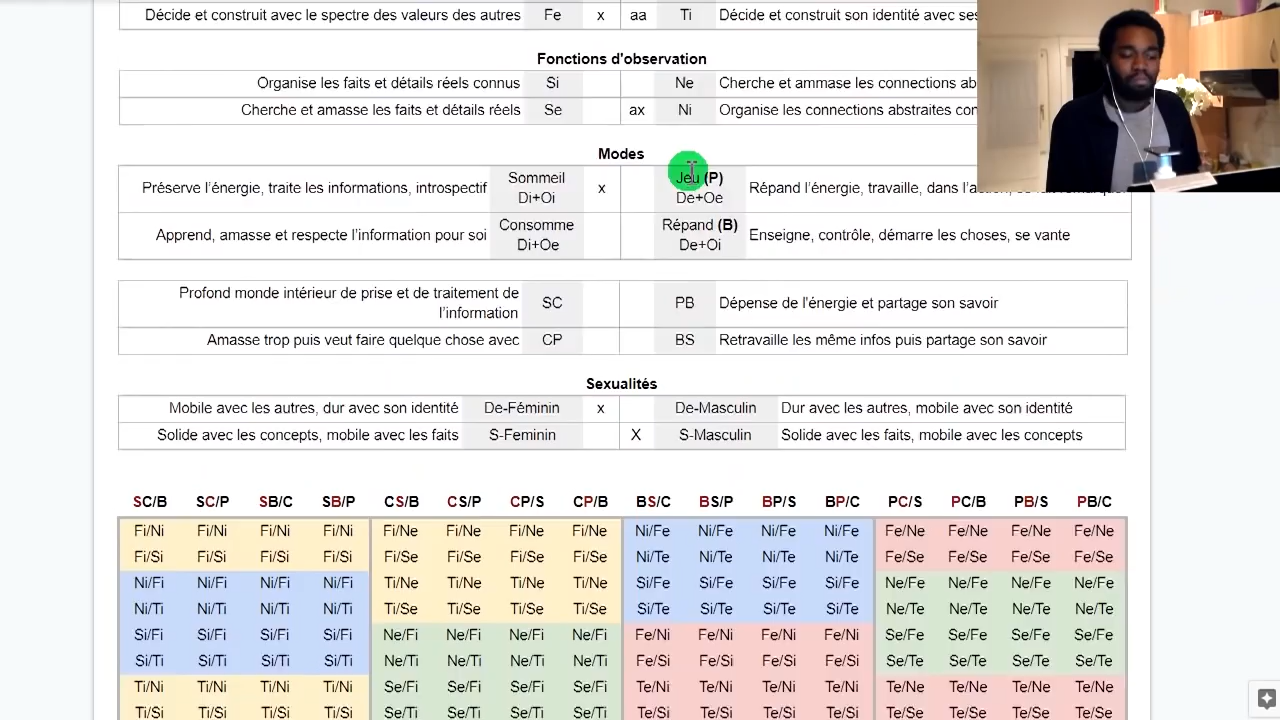 Décide et construit avec le spectre des valeurs des autres Fe x aa Ti Décide et construit son identité avec ses
Fonctions d'observation
Organise les faits et détails réels connus Si Ne Cherche et ammase les connections
Cherche et amasse les faits et détails réels Se ax Ni Organise les connections abstraites
Modes
Préserve l'énergie, traite les informations, introspectif Sommeil Di+Oi x Jeu (P) De+Oe Répand l'énergie, travaille, dans
Apprend, amasse et respecte l'information pour soi Consomme Di+Oe Répand (B) De+Oi Enseigne, contrôle, démarre les choses, se vante
Profond monde intérieur de prise et de traitement de l'information SC PB Dépense de l'énergie et partage son savoir
Amasse trop puis veut faire quelque chose avec CP BS Retravaille les même infos puis partage son savoir
Sexualités
Mobile avec les autres, dur avec son identité De-Féminin x De-Masculin Dur avec les autres, mobile avec son identité
Solide avec les concepts, mobile avec les faits S-Feminin X S-Masculin Solide avec les faits, mobile avec les concepts
SC/B SC/P SB/C SB/P CS/B CS/P CP/S CP/B BS/C BS/P BP/S BP/C PC/S PC/B PB/S PB/C
Fi/Ni Fi/Ni Fi/Ni Fi/Ni Fi/Ne Fi/Ne Fi/Ne Fi/Ne Ni/Fe Ni/Fe Ni/Fe Ni/Fe Fe/Ne Fe/Ne Fe/Ne Fe/Ne
Fi/Si Fi/Si Fi/Si Fi/Si Fi/Se Fi/Se Fi/Se Fi/Se Ni/Te Ni/Te Ni/Te Ni/Te Fe/Se Fe/Se Fe/Se Fe/Se
Ni/Fi Ni/Fi Ni/Fi Ni/Fi Ti/Ne Ti/Ne Ti/Ne Ti/Ne Si/Fe Si/Fe Si/Fe Si/Fe Ne/Fe Ne/Fe Ne/Fe Ne/Fe
Ni/Ti Ni/Ti Ni/Ti Ni/Ti Ti/Se Ti/Se Ti/Se Ti/Se Si/Te Si/Te Si/Te Si/Te Ne/Te Ne/Te Ne/Te Ne/Te
Si/Fi Si/Fi Si/Fi Si/Fi Ne/Fi Ne/Fi Ne/Fi Ne/Fi Fe/Ni Fe/Ni Fe/Ni Fe/Ni Se/Fe Se/Fe Se/Fe Se/Fe
Si/Ti Si/Ti Si/Ti Si/Ti Ne/Ti Ne/Ti Ne/Ti Ne/Ti Fe/Si Fe/Si Fe/Si Fe/Si Se/Te Se/Te Se/Te Se/Te
Ti/Ni Ti/Ni Ti/Ni Ti/Ni Se/Fi Se/Fi Se/Fi Se/Fi Te/Ni Te/Ni Te/Ni Te/Ni Te/Ne Te/Ne Te/Ne Te/Ne
Ti/Si Ti/Si Ti/Si Ti/Si Se/Ti Se/Ti Se/Ti Se/Ti Te/Si Te/Si Te/Si Te/Si Te/Se Te/Se Te/Se Te/Se